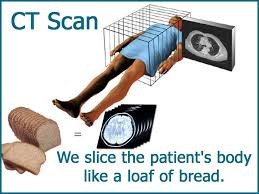 CT Scan
=
We slice the patient's body
like a loaf of bread.